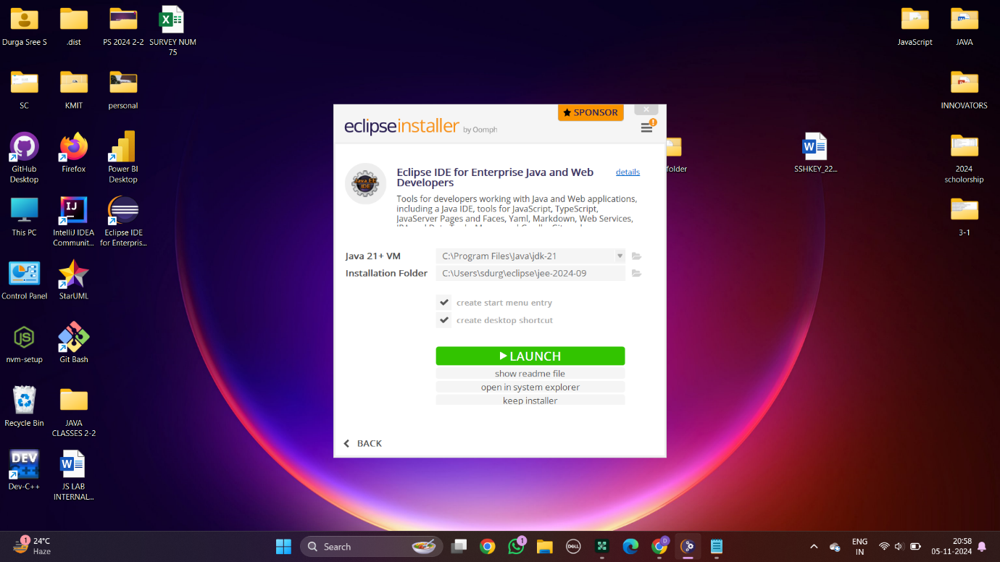 Durga Sree S
.dist
PS 2024 2-2
SURVEY NUM
75
JavaScript
JAVA
SC
KMIT
personal
INNOVATORS
GitHub
Desktop
Firefox
Power BI
Desktop
folder
SSHKEY_22...
2024
scholorship
This PC
IntelliJ IDEA
Communit...
Eclipse IDE
for Enterpris...
3-1
Control Panel
StarUML
nvm-setup
Git Bash
Recycle Bin
JAVA
CLASSES 2-2
DEV
C++
Dev-C++
JS LAB
INTERNAL...
SPONSOR
eclipseinstaller by Oomph
Java EE
IDE
Eclipse IDE for Enterprise Java and Web
Developers
details
Tools for developers working with Java and Web applications,
including a Java IDE, tools for JavaScript, TypeScript,
JavaServer Pages and Faces, Yaml, Markdown, Web Services,
Java 21+ VM
C:\Program Files\Java\jdk-21
Installation Folder
C:\Users\sdurg\eclipse\jee-2024-09
create start menu entry
create desktop shortcut
LAUNCH
show readme file
open in system explorer
keep installer
BACK
1
24°C
Haze
Search
1
DELL
D
ENG
IN
20:58
05-11-2024